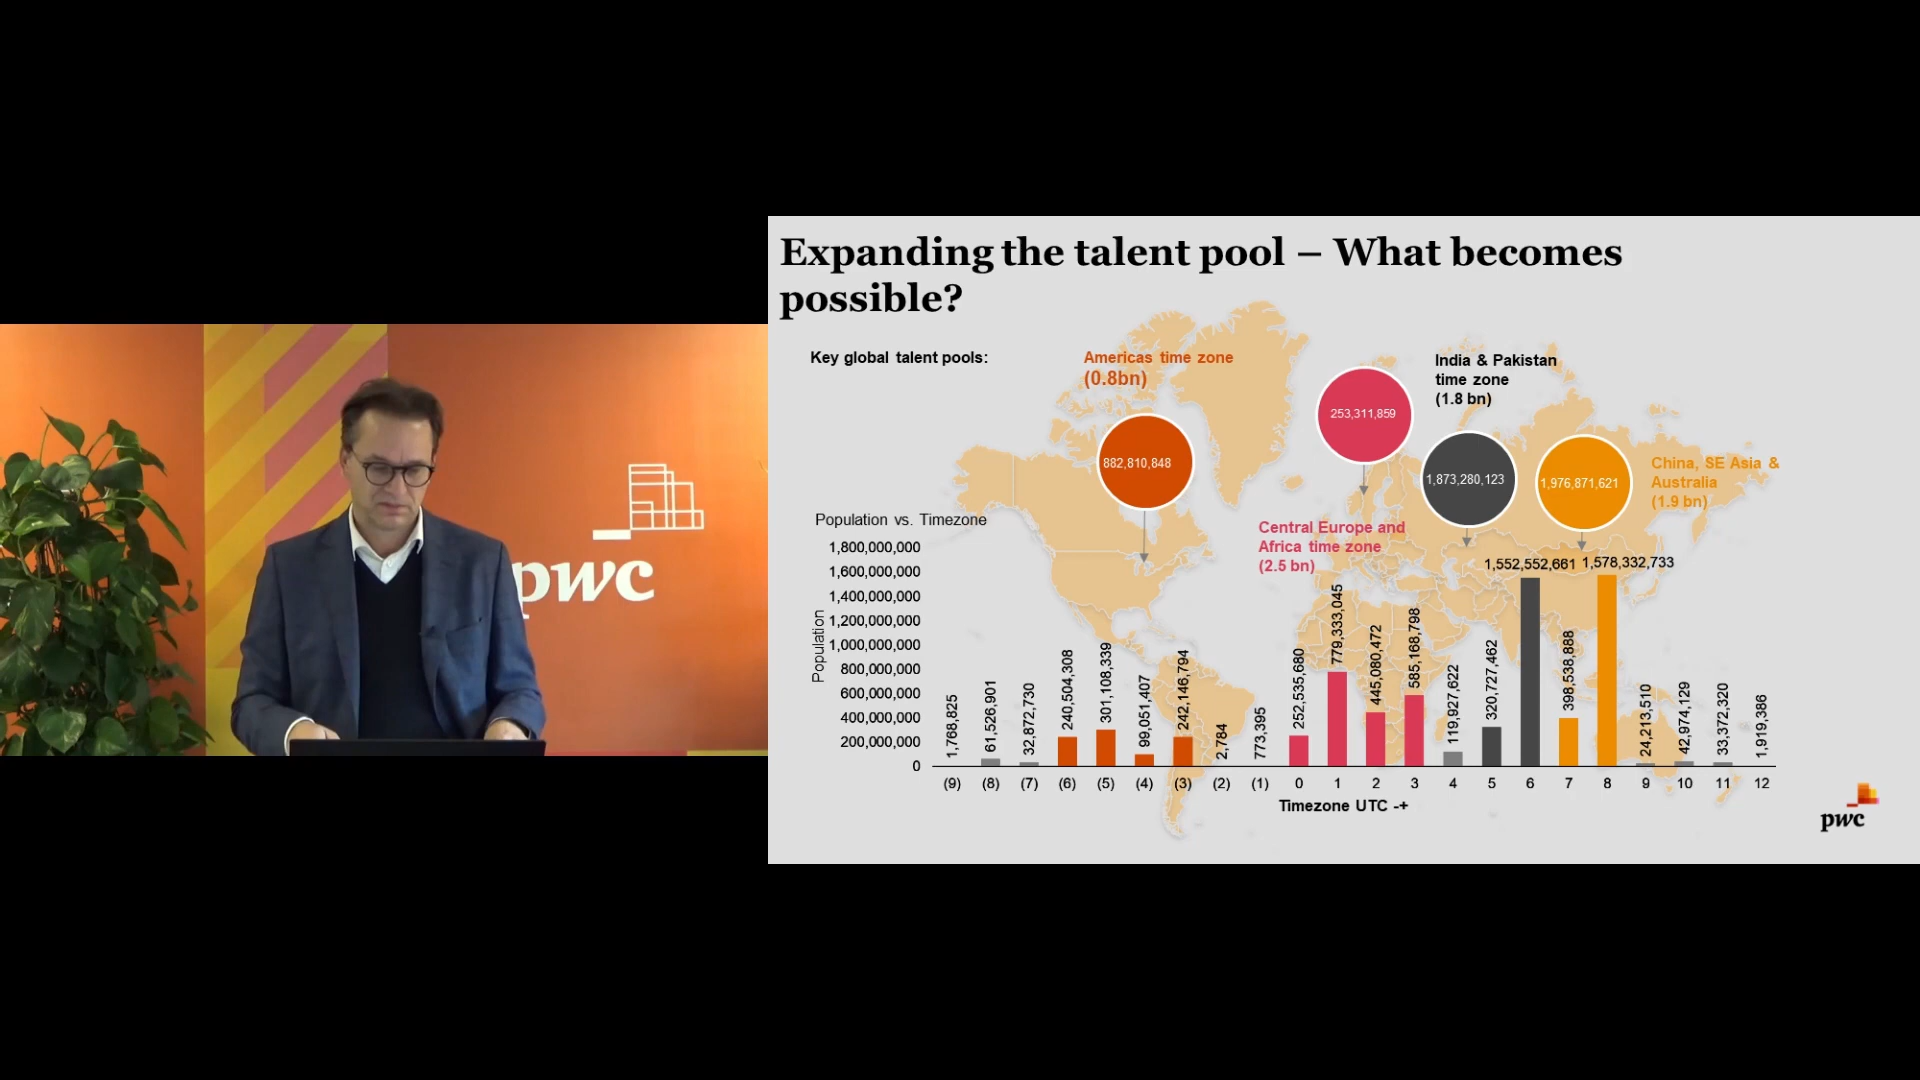 pwc
Expanding the talent pool – What becomes
possible?
Key global talent pools:
Americas time zone
(0.8bn)
882,810,848
253,311,859
India & Pakistan
time zone
(1.8 bn)
1,873,280,123
1,976,871,621
China, SE Asia &
Australia
(1.9 bn)
Central Europe and
Africa time zone
(2.5 bn)
Population vs. Timezone
Population
1,800,000,000
1,600,000,000
1,400,000,000
1,200,000,000
1,000,000,000
800,000,000
600,000,000
400,000,000
200,000,000
0
1,768,825
61,526,901
32,872,730
240,504,308
301,108,339
99,051,407
242,146,794
2,784
773,395
252,535,680
779,333,045
445,080,472
585,168,798
119,927,622
320,727,462
1,552,552,661
398,538,888
1,578,332,733
24,213,510
42,974,129
33,372,320
1,919,386
(9) (8) (7) (6) (5) (4) (3) (2) (1) 0 1 2 3 4 5 6 7 8 9 10 11 12
Timezone UTC -+
pwc